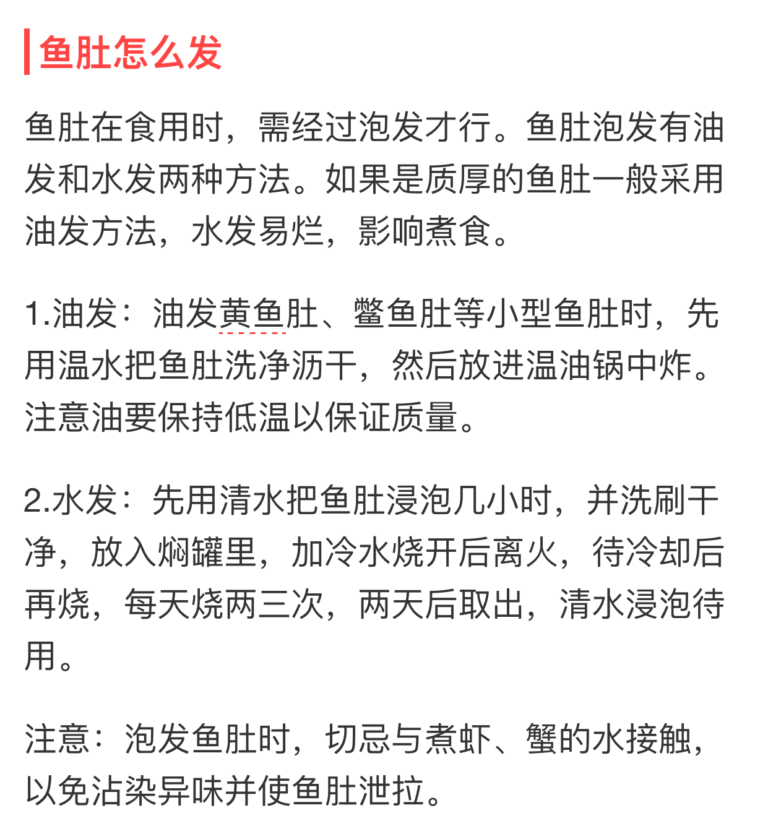 鱼肚怎么发
鱼肚在食用时，需经过泡发才行。鱼肚泡发有油
发和水发两种方法。如果是质厚的鱼肚一般采用
油发方法，水发易烂，影响煮食。
1.油发：油发黄鱼肚、鳖鱼肚等小型鱼肚时，先
用温水把鱼肚洗净沥干，然后放进温油锅中炸。
注意油要保持低温以保证质量。
2.水发：先用清水把鱼肚浸泡几小时，并洗刷干
净，放入焖罐里，加冷水烧开后离火，待冷却后
再烧，每天烧两三次，两天后取出，清水浸泡待
用。
注意：泡发鱼肚时，切忌与煮虾、蟹的水接触，
以免沾染异味并使鱼肚泄拉。